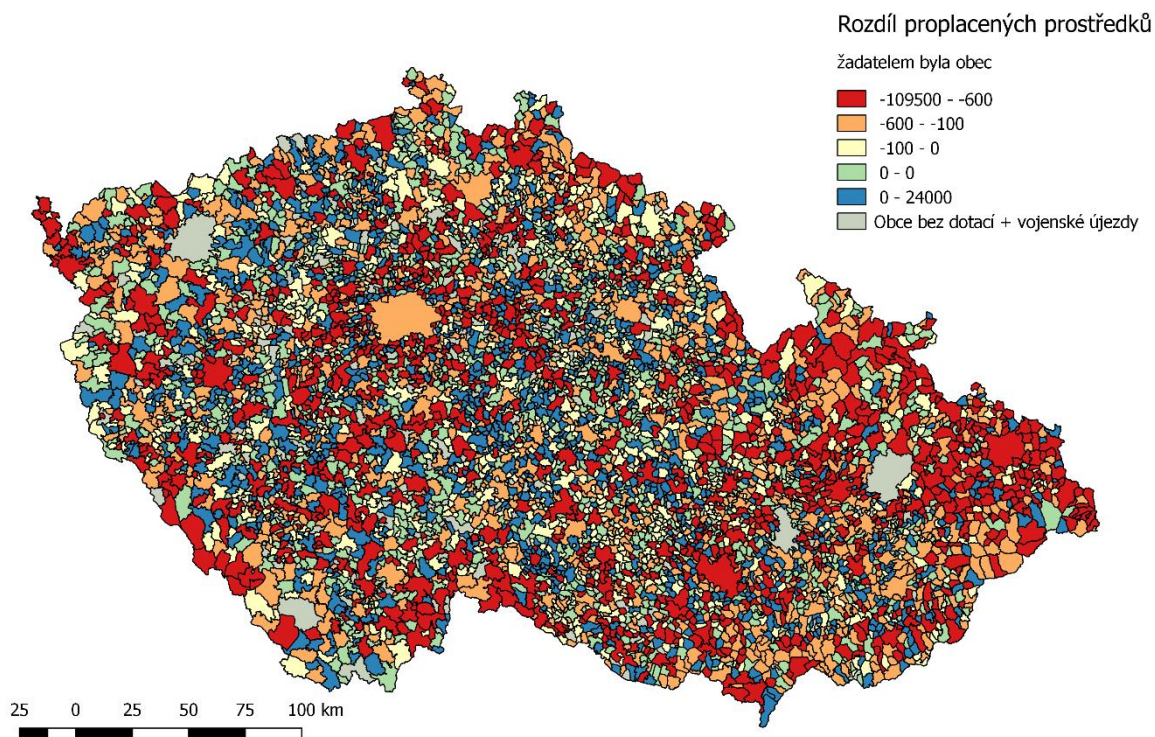 Rozdíl proplacených prostředků
žadatelem byla obec
-109500 - -600
-600 - -100
-100 - 0
0 - 0
0 - 24000
Obce bez dotací + vojenské újezdy
25 0 25 50 75 100 km